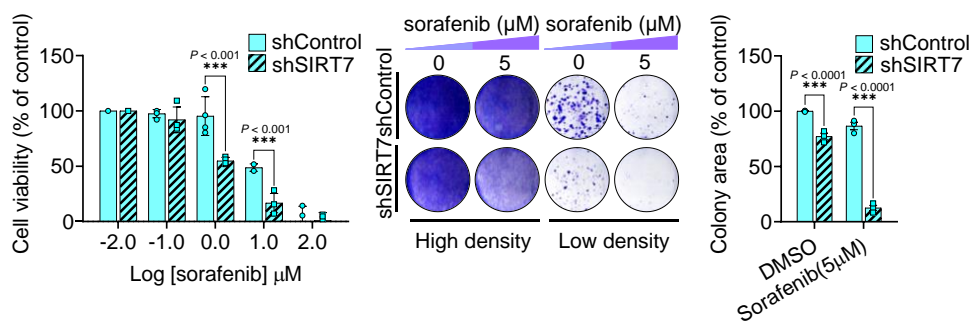 Cell viability (% of control)
150
100
50
0
shControl
shSIRT7
P < 0.001
***
P < 0.001
***
-2.0 -1.0 0.0 1.0 2.0
Log [sorafenib] μM
sorafenib (μM) sorafenib (μM)
0 5 0 5
shControl
shSIRT7
High density Low density
Colony area (% of control)
150
100
50
0
shControl
shSIRT7
P < 0.0001
***
P < 0.0001
***
DMSO
Sorafenib(5μM)